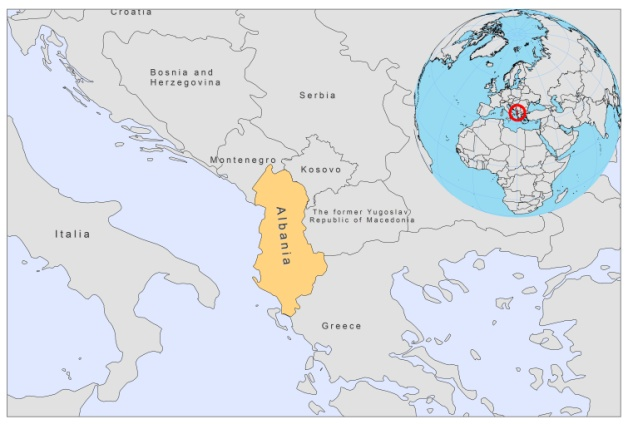 Croatia
Bosnia and
Herzegovina
Serbia
Montenegro
Kosovo
The former Yugoslav
Republic of Macedonia
Albania
Italia
Greece